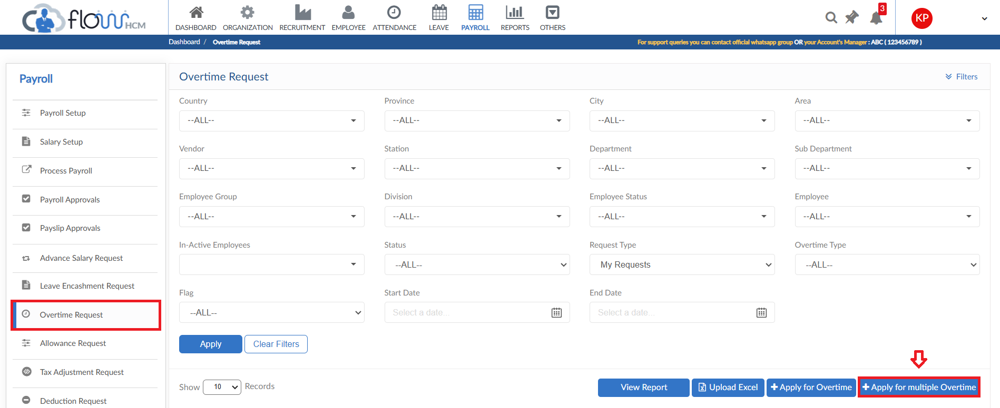 flowHCM
DASHBOARD ORGANIZATION RECRUITMENT EMPLOYEE ATTENDANCE LEAVE PAYROLL REPORTS OTHERS
3
KP
Dashboard / Overtime Request
For support queries you can contact official whatsapp group OR your Account's Manager : ABC ( 123456789 )
Payroll
Payroll Setup
Salary Setup
Process Payroll
Payroll Approvals
Payslip Approvals
Advance Salary Request
Leave Encashment Request
Overtime Request
Allowance Request
Tax Adjustment Request
Deduction Request
Overtime Request
Filters
Country Province City Area
--ALL-- --ALL-- --ALL-- --ALL--
Vendor Station Department Sub Department
--ALL-- --ALL-- --ALL-- --ALL--
Employee Group Division Employee Status Employee
--ALL-- --ALL-- --ALL-- --ALL--
In-Active Employees Status Request Type Overtime Type
--ALL-- My Requests --ALL--
Flag Start Date End Date
--ALL-- Select a date... Select a date...
Apply Clear Filters
Show 10 Records
View Report Upload Excel + Apply for Overtime + Apply for multiple Overtime